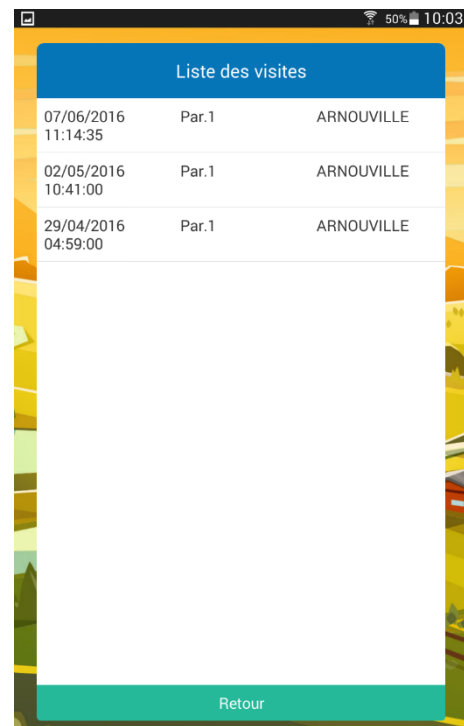 50% 10:03
Liste des visites
07/06/2016 Par.1 ARNOUVILLE
11:14:35
02/05/2016 Par.1 ARNOUVILLE
10:41:00
29/04/2016 Par.1 ARNOUVILLE
04:59:00
Retour